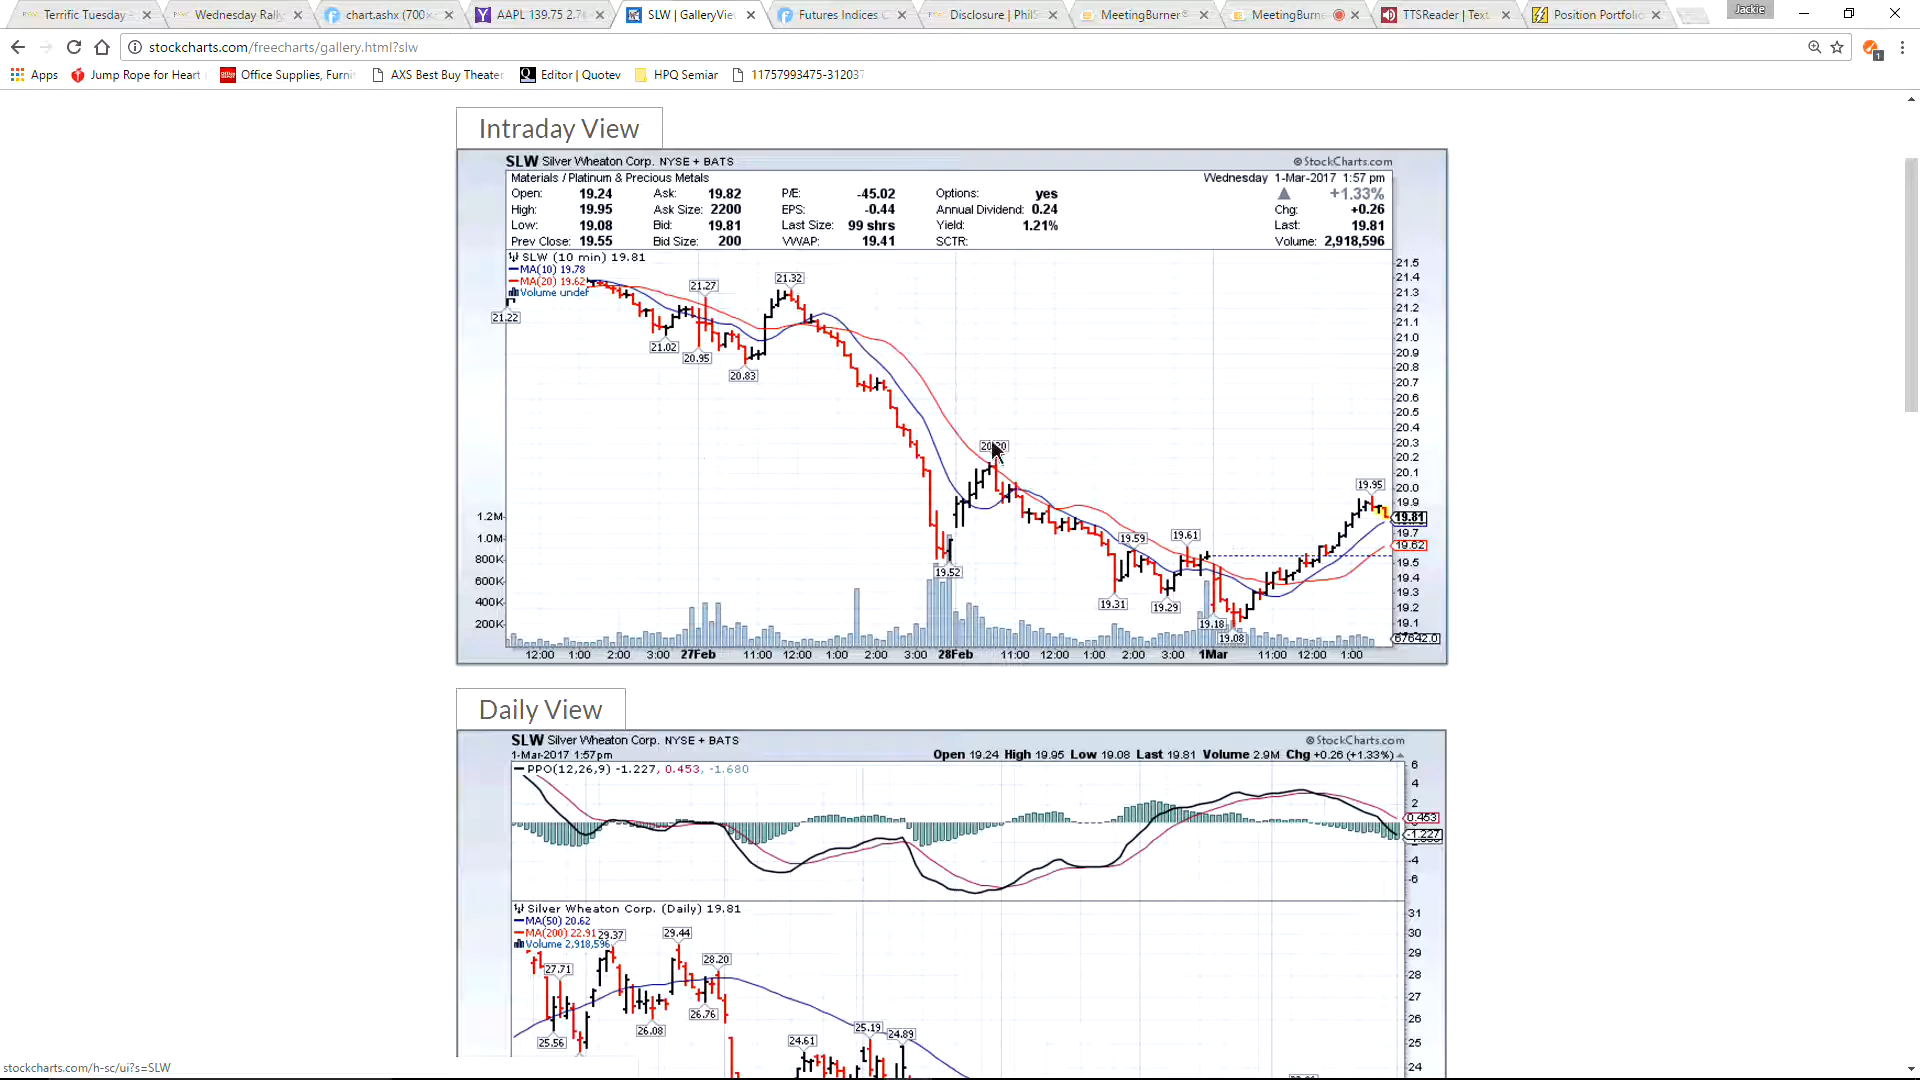 Terrific Tuesday -
Wednesday Rally
chart.ashx (700×
AAPL 139.75 2.7
SLW | GalleryVie
Futures Indices C
Disclosure | PhilS
MeetingBurner®
MeetingBurne
TTSReader | Text
Position Portfolio
Jackie
stockcharts.com/freecharts/gallery.html?slw
1
Apps
Jump Rope for Heart
Office Supplies, Furni
AXS Best Buy Theater
Editor | Quotev
HPQ Semiar
11757993475-312037
Intraday View
SLW Silver Wheaton Corp. NYSE + BATS
© StockCharts.com
Materials / Platinum & Precious Metals
Wednesday 1-Mar-2017 1:57 pm
Open: 19.24 Ask: 19.82 P/E: -45.02 Options: yes +1.33%
High: 19.95 Ask Size: 2200 EPS: -0.44 Annual Dividend: 0.24 Chg: +0.26
Low: 19.08 Bid: 19.81 Last Size: 99 shrs Yield: 1.21% Last: 19.81
Prev Close: 19.55 Bid Size: 200 VWAP: 19.41 SCTR: Volume: 2,918,596
SLW (10 min) 19.81
MA(10) 19.78
MA(20) 19.62
Volume undef
21.22
21.02
21.27
20.95
20.83
21.32
19.52
19.31
19.59
19.29
19.61
19.18
19.08
19.95
21.5
21.4
21.3
21.2
21.1
21.0
20.9
20.8
20.7
20.6
20.5
20.4
20.3
20.2
20.1
20.0
19.9
19.81
19.7
19.62
19.5
19.4
19.3
19.2
19.1
67642.0
1.2M
1.0M
800K
600K
400K
200K
12:00 1:00 2:00 3:00 27Feb 11:00 12:00 1:00 2:00 3:00 28Feb 11:00 12:00 1:00 2:00 3:00 1Mar 11:00 12:00 1:00
Daily View
SLW Silver Wheaton Corp. NYSE + BATS
© StockCharts.com
1-Mar-2017 1:57pm
Open 19.24 High 19.95 Low 19.08 Last 19.81 Volume 2.9M Chg +0.26 (+1.33%)
PPO(12,26,9) -1.227, 0.453, -1.680
6
4
2
0.453
-1.227
-4
-6
Silver Wheaton Corp. (Daily) 19.81
MA(50) 20.62
MA(200) 22.91
Volume 2,918,596
29.37
27.71
25.56
26.08
29.44
28.20
26.76
24.61
25.19
24.89
31
30
29
28
27
26
25
24
stockcharts.com/h-sc/ui?s=SLW